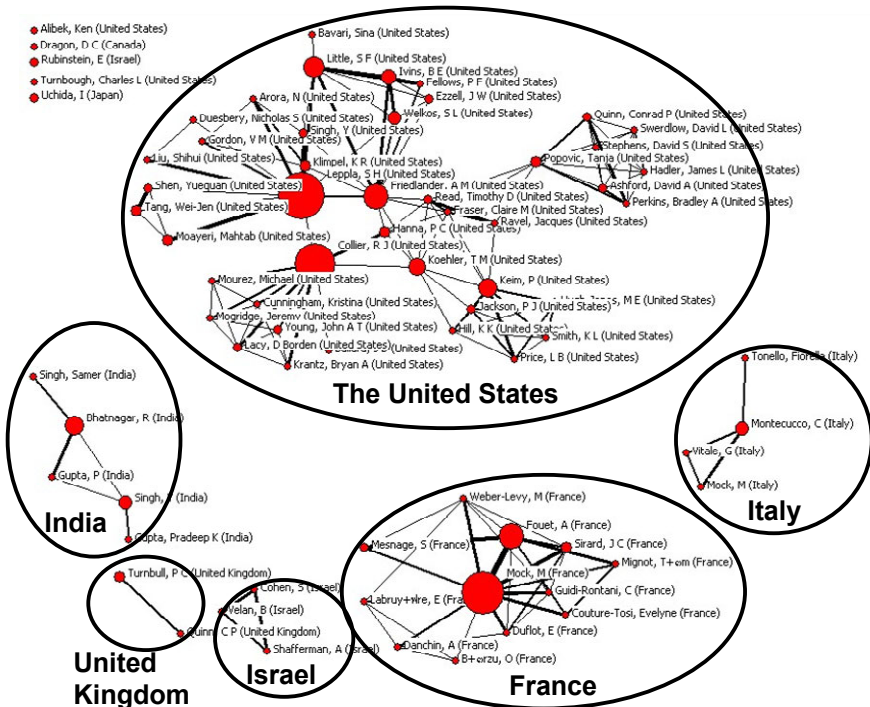 Alibek, Ken (United States)
Dragon, D C (Canada)
Rubinstein, E (Israel)
Turnbough, Charles L (United States)
Uchida, I (Japan)
Bavari, Sina (United States)
Little, S F (United States)
Ivins, B E (United States)
Fellows, P F (United States)
Ezzell, J W (United States)
Welkos, S L (United States)
Arora, N (United States)
Duesbery, Nicholas S (United States)
Singh, Y (United States)
Gordon, V M (United States)
Liu, Shihui (United States)
Klimpel, K R (United States)
Leppla, S H (United States)
Shen, Yuequan (United States)
Friedlander, A M (United States)
Tang, Wei-Jen (United States)
Read, Timothy D (United States)
Fraser, Claire M (United States)
Ravel, Jacques (United States)
Moayeri, Mahtab (United States)
Hanna, P C (United States)
Collier, R J (United States)
Koehler, T M (United States)
Quinn, Conrad P (United States)
Swerdlow, David L (United States)
Stephens, David S (United States)
Popovic, Tanja (United States)
Hadler, James L (United States)
Ashford, David A (United States)
Perkins, Bradley A (United States)
Mourez, Michael (United States)
Keim, P (United States)
M E (United States)
Cunningham, Kristina (United States)
Jackson, P J (United States)
Mogridge, Jeremy (United States)
Young, John A T (United States)
Hill, K K (United States)
Smith, K L (United States)
Lacy, D Borden (United States)
Price, L B (United States)
Krantz, Bryan A (United States)
The United States
Singh, Samer (India)
Bhatnagar, R (India)
Gupta, P (India)
Singh, (India)
Gupta, Pradeep K (India)
India
Tonello, Fiorella (Italy)
Montecucco, C (Italy)
Vitale, G (Italy)
Mock, M (Italy)
Italy
Turnbull, P C (United Kingdom)
Quinn, C P (United Kingdom)
United
Kingdom
Cohen, S (Israel)
Velan, B (Israel)
Shafferman, A (Israel)
Israel
Weber-Levy, M (France)
Fouet, A (France)
Mesnage, S (France)
Sirard, J C (France)
Mock, M (France)
Mignot, T+øm (France)
Guidi-Rontani, C (France)
Couture-Tosi, Evelyne (France)
Duflot, E (France)
Danchin, A (France)
France